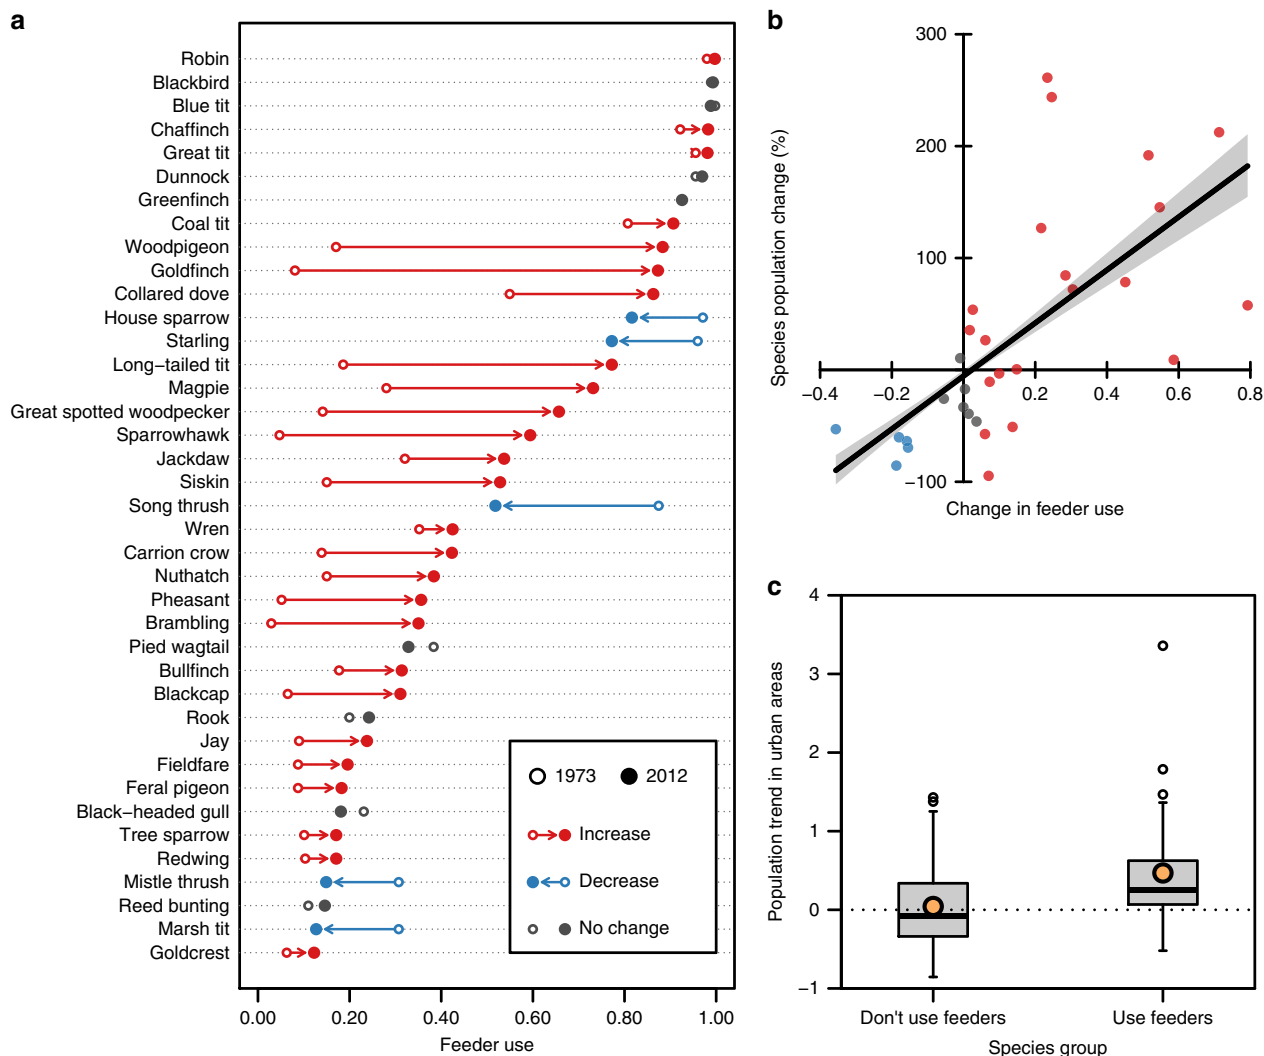 a
Robin
Blackbird
Blue tit
Chaffinch
Great tit
Dunnock
Greenfinch
Coal tit
Woodpigeon
Goldfinch
Collared dove
House sparrow
Starling
Long−tailed tit
Magpie
Great spotted woodpecker
Sparrowhawk
Jackdaw
Siskin
Song thrush
Wren
Carrion crow
Nuthatch
Pheasant
Brambling
Pied wagtail
Bullfinch
Blackcap
Rook
Jay
Fieldfare
Feral pigeon
Black−headed gull
Tree sparrow
Redwing
Mistle thrush
Reed bunting
Marsh tit
Goldcrest
1973 2012
Increase
Decrease
No change
0.00 0.20 0.40 0.60 0.80 1.00
Feeder use
b
Species population change (%)
300
200
100
−100
−0.4 −0.2 0 0.2 0.4 0.6 0.8
Change in feeder use
c
Population trend in urban areas
4
3
2
1
0
−1
Don't use feeders Use feeders
Species group